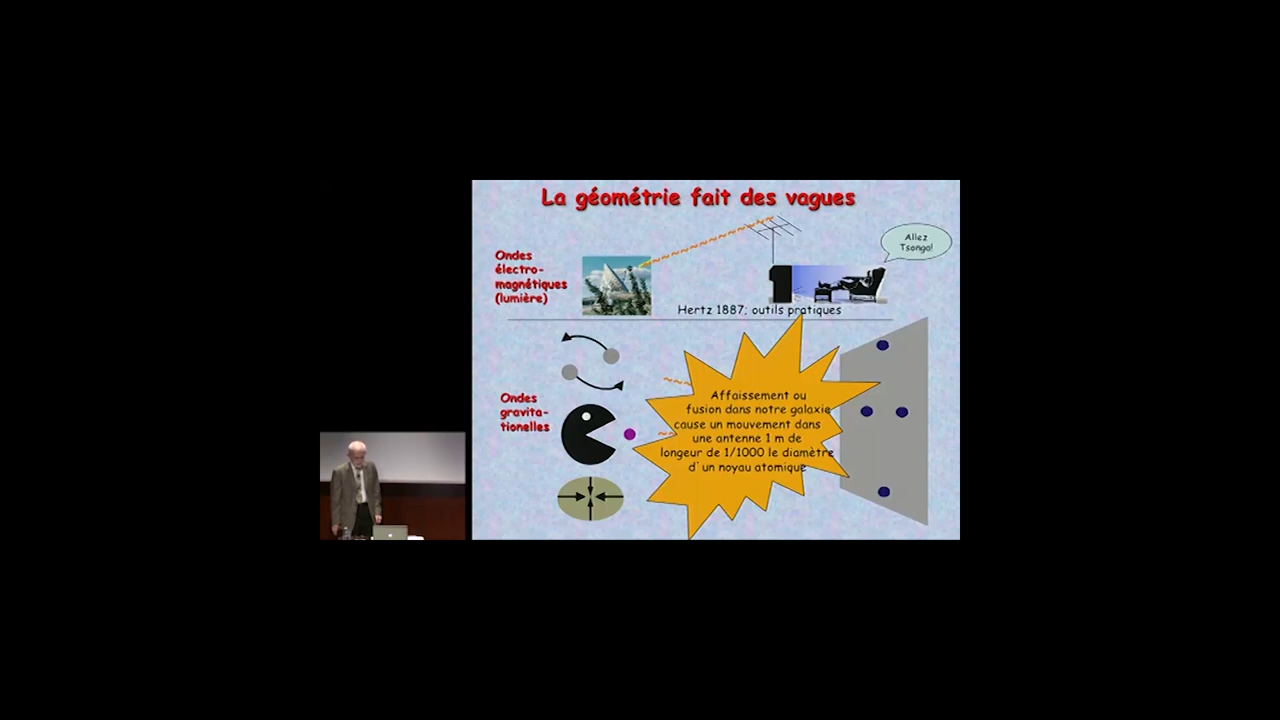 La géométrie fait des vagues
Allez
Tsonga!
Ondes
électro-
magnétiques
(lumière)
1
Hertz 1887; outils pratiques
Ondes
gravita-
tionelles
Affaissement ou
fusion dans notre galaxie
cause un mouvement dans
une antenne 1 m de
longeur de 1/1000 le diamètre
d'un noyau atomique